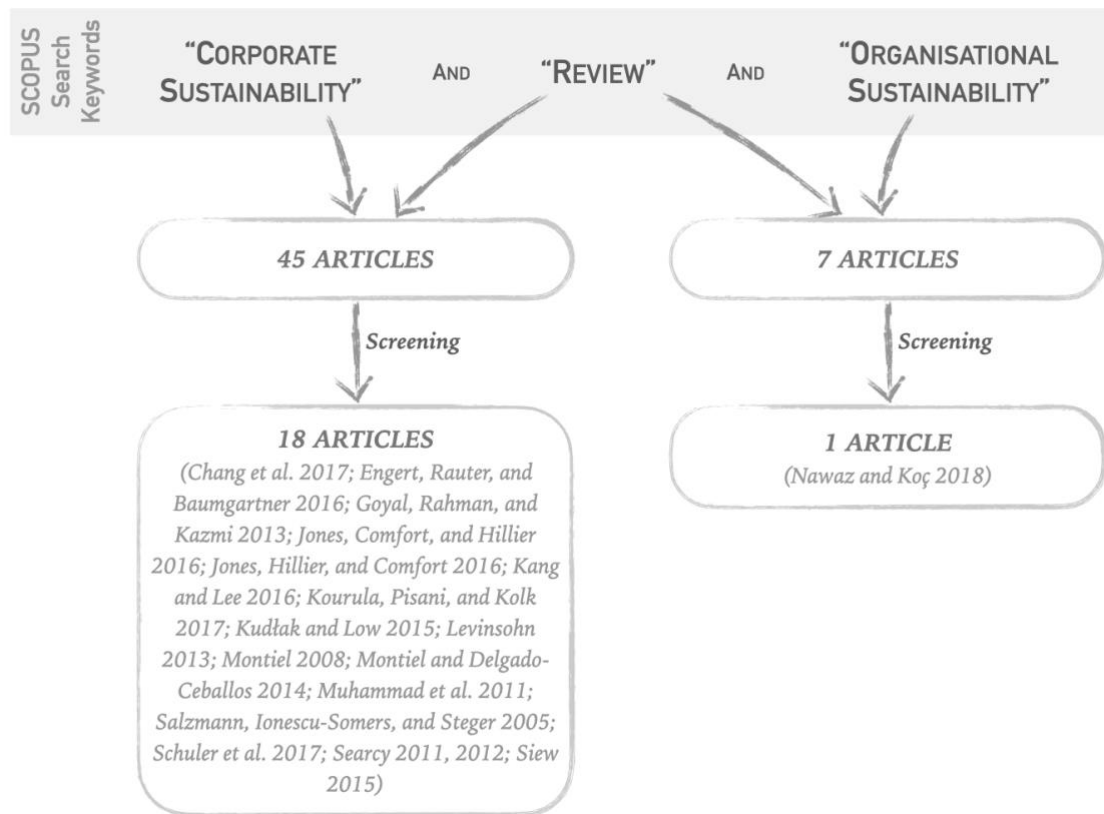 SCOPUS
Search
Keywords
“CORPORATE
SUSTAINABILITY”
AND
“REVIEW”
AND
“ORGANISATIONAL
SUSTAINABILITY”
45 ARTICLES
7 ARTICLES
Screening
Screening
18 ARTICLES
(Chang et al. 2017; Engert, Rauter, and
Baumgartner 2016; Goyal, Rahman, and
Kazmi 2013; Jones, Comfort, and Hillier
2016; Jones, Hillier, and Comfort 2016; Kang
and Lee 2016; Kourula, Pisani, and Kolk
2017; Kudłak and Low 2015; Levinsohn
2013; Montiel 2008; Montiel and Delgado-
Ceballos 2014; Muhammad et al. 2011;
Salzmann, Ionescu-Somers, and Steger 2005;
Schuler et al. 2017; Searcy 2011, 2012; Siew
2015)
1 ARTICLE
(Nawaz and Koç 2018)